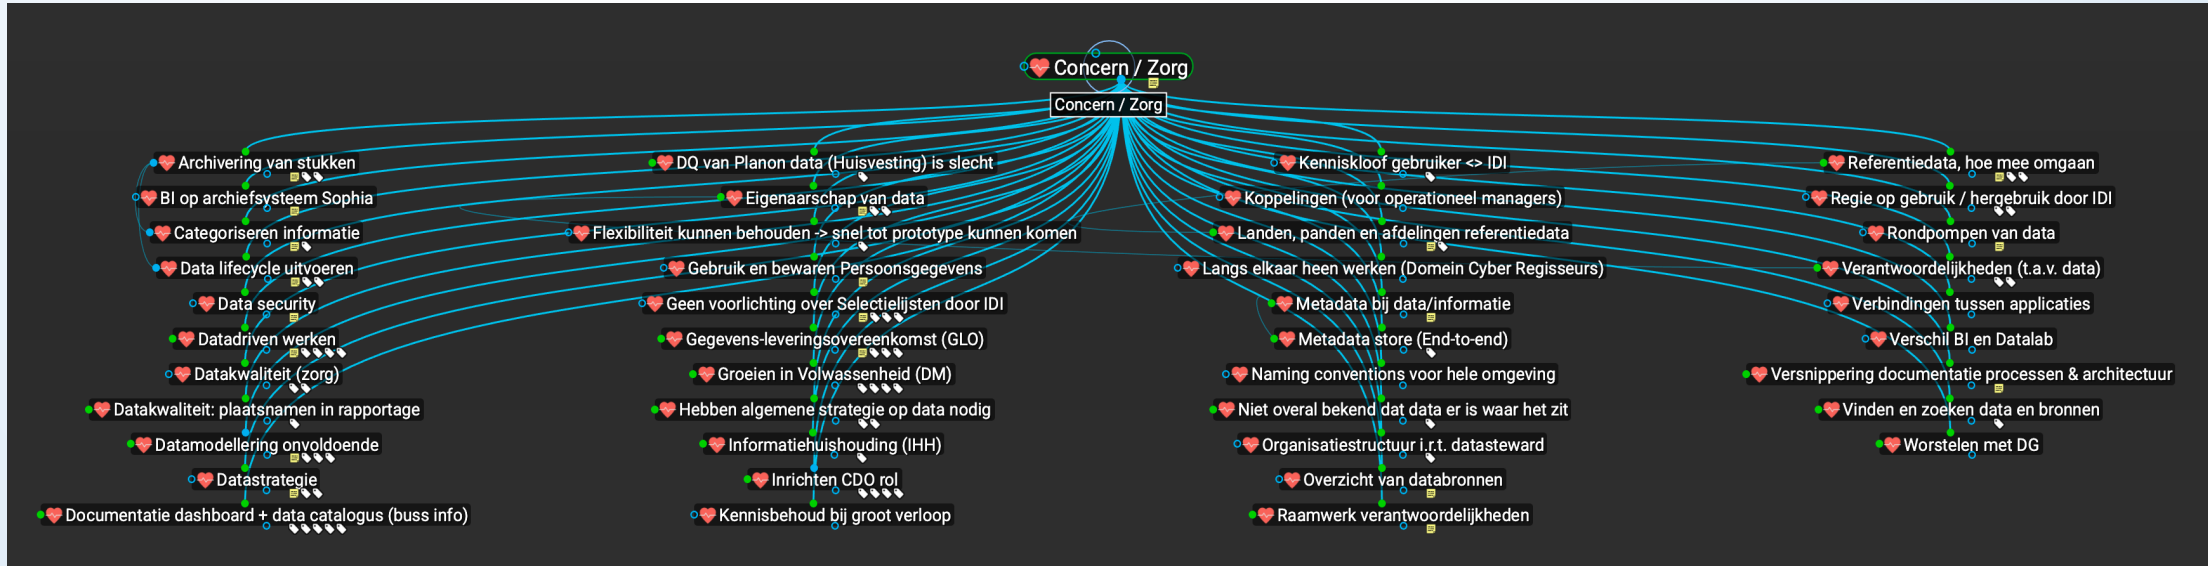 Concern / Zorg
Concern / Zorg
Archivering van stukken
BI op archiefsysteem Sophia
Categoriseren informatie
Data lifecycle uitvoeren
Data security
Datadriven werken
Datakwaliteit (zorg)
Datakwaliteit: plaatsnamen in rapportage
Datamodellering onvoldoende
Datastrategie
Documentatie dashboard + data catalogus (buss info)
DQ van Planon data (Huisvesting) is slecht
Eigenaarschap van data
Flexibiliteit kunnen behouden -> snel tot prototype kunnen komen
Gebruik en bewaren Persoonsgegevens
Geen voorlichting over Selectielijsten door IDI
Gegevens-leveringsovereenkomst (GLO)
Groeien in Volwassenheid (DM)
Hebben algemene strategie op data nodig
Informatiehuishouding (IHH)
Inrichten CDO rol
Kennisbehoud bij groot verloop
Kenniskloof gebruiker <> IDI
Koppelingen (voor operationeel managers)
Landen, panden en afdelingen referentiedata
Langs elkaar heen werken (Domein Cyber Regisseurs)
Metadata bij data/informatie
Metadata store (End-to-end)
Naming conventions voor hele omgeving
Niet overal bekend dat data er is waar het zit
Organisatiestructuur i.r.t. datasteward
Overzicht van databronnen
Raamwerk verantwoordelijkheden
Referentiedata, hoe mee omgaan
Regie op gebruik / hergebruik door IDI
Rondpompen van data
Verantwoordelijkheden (t.a.v. data)
Verbindingen tussen applicaties
Verschil BI en Datalab
Versnippering documentatie processen & architectuur
Vinden en zoeken data en bronnen
Worstelen met DG